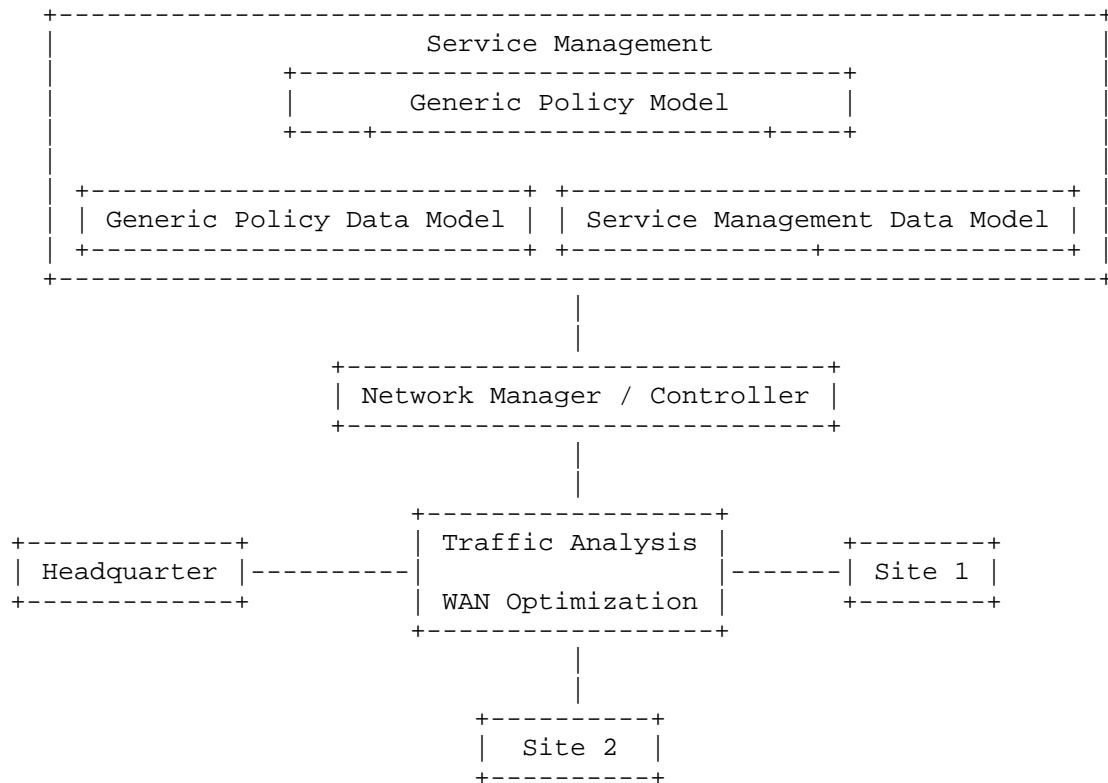 Service Management
Generic Policy Model
Generic Policy Data Model Service Management Data Model
Network Manager / Controller
Traffic Analysis
Headquarter Site 1
WAN Optimization
Site 2